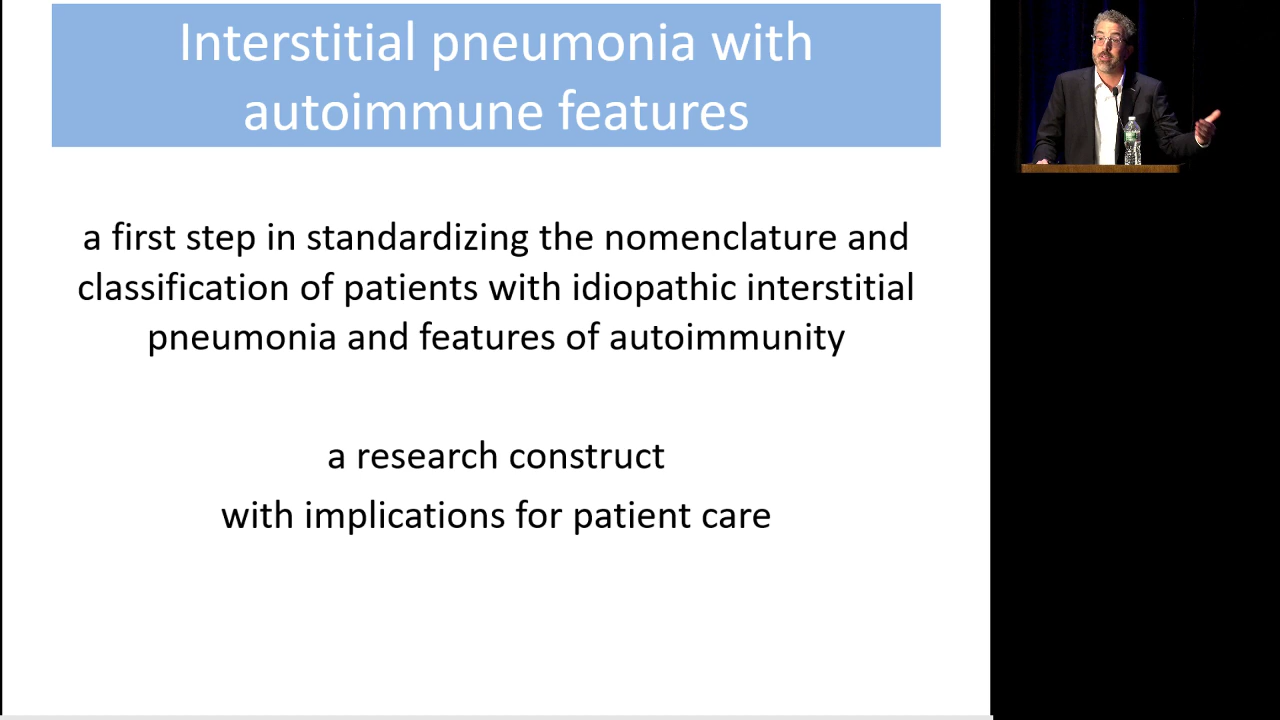 Interstitial pneumonia with
autoimmune features
a first step in standardizing the nomenclature and
classification of patients with idiopathic interstitial
pneumonia and features of autoimmunity
a research construct
with implications for patient care